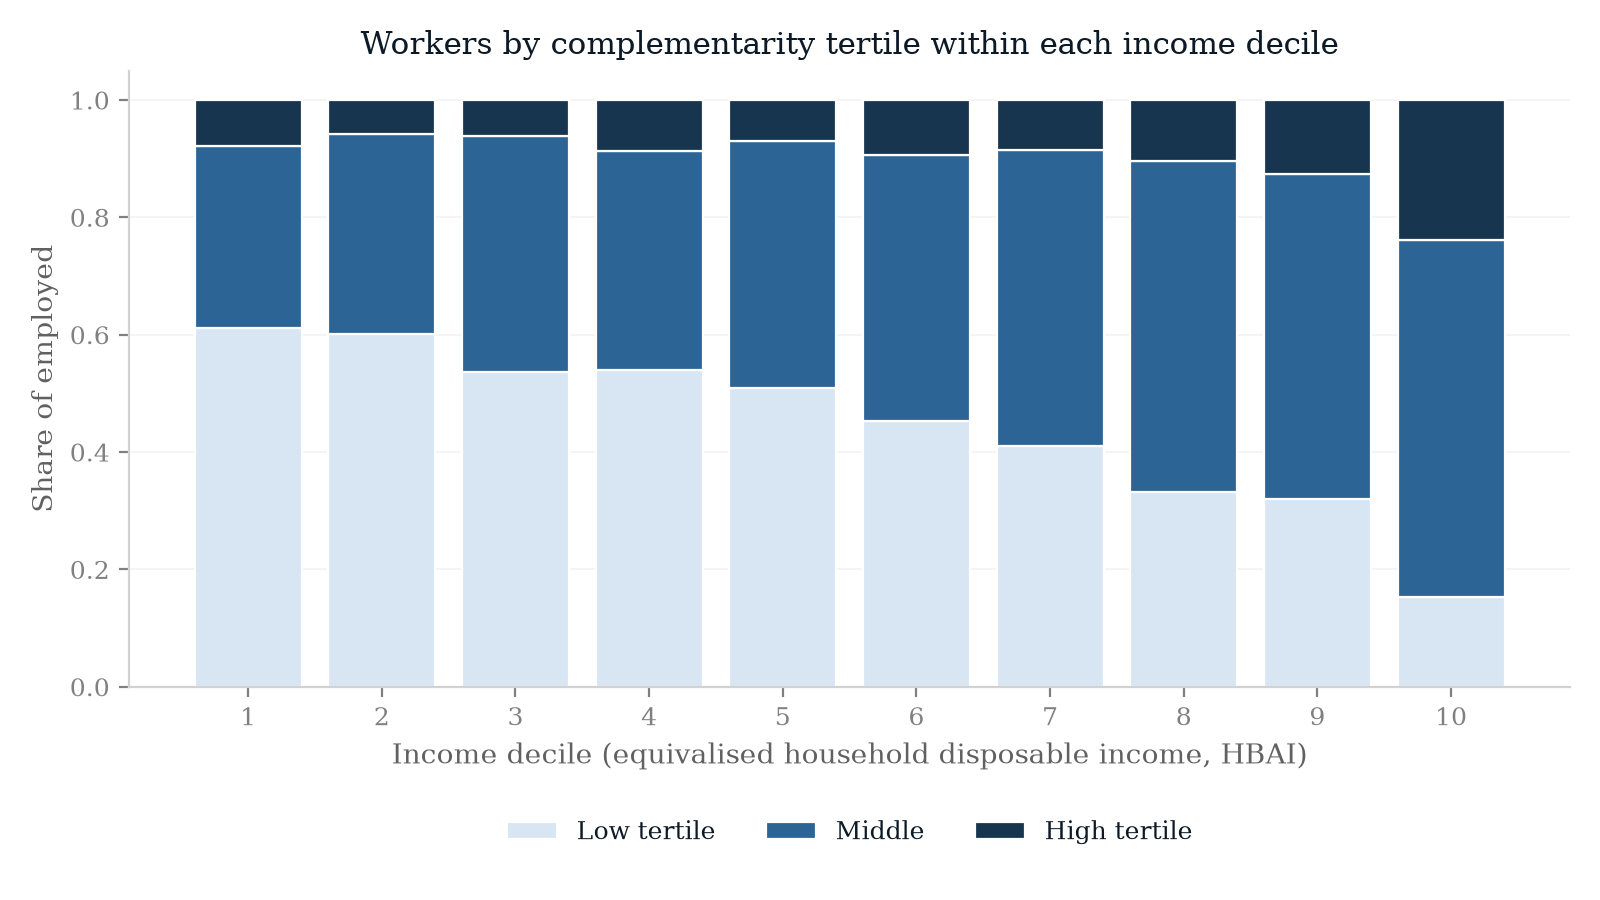 Workers by complementarity tertile within each income decile
Share of employed
1.0
0.8
0.6
0.4
0.2
0.0
1 2 3 4 5 6 7 8 9 10
Income decile (equivalised household disposable income, HBAI)
Low tertile Middle High tertile